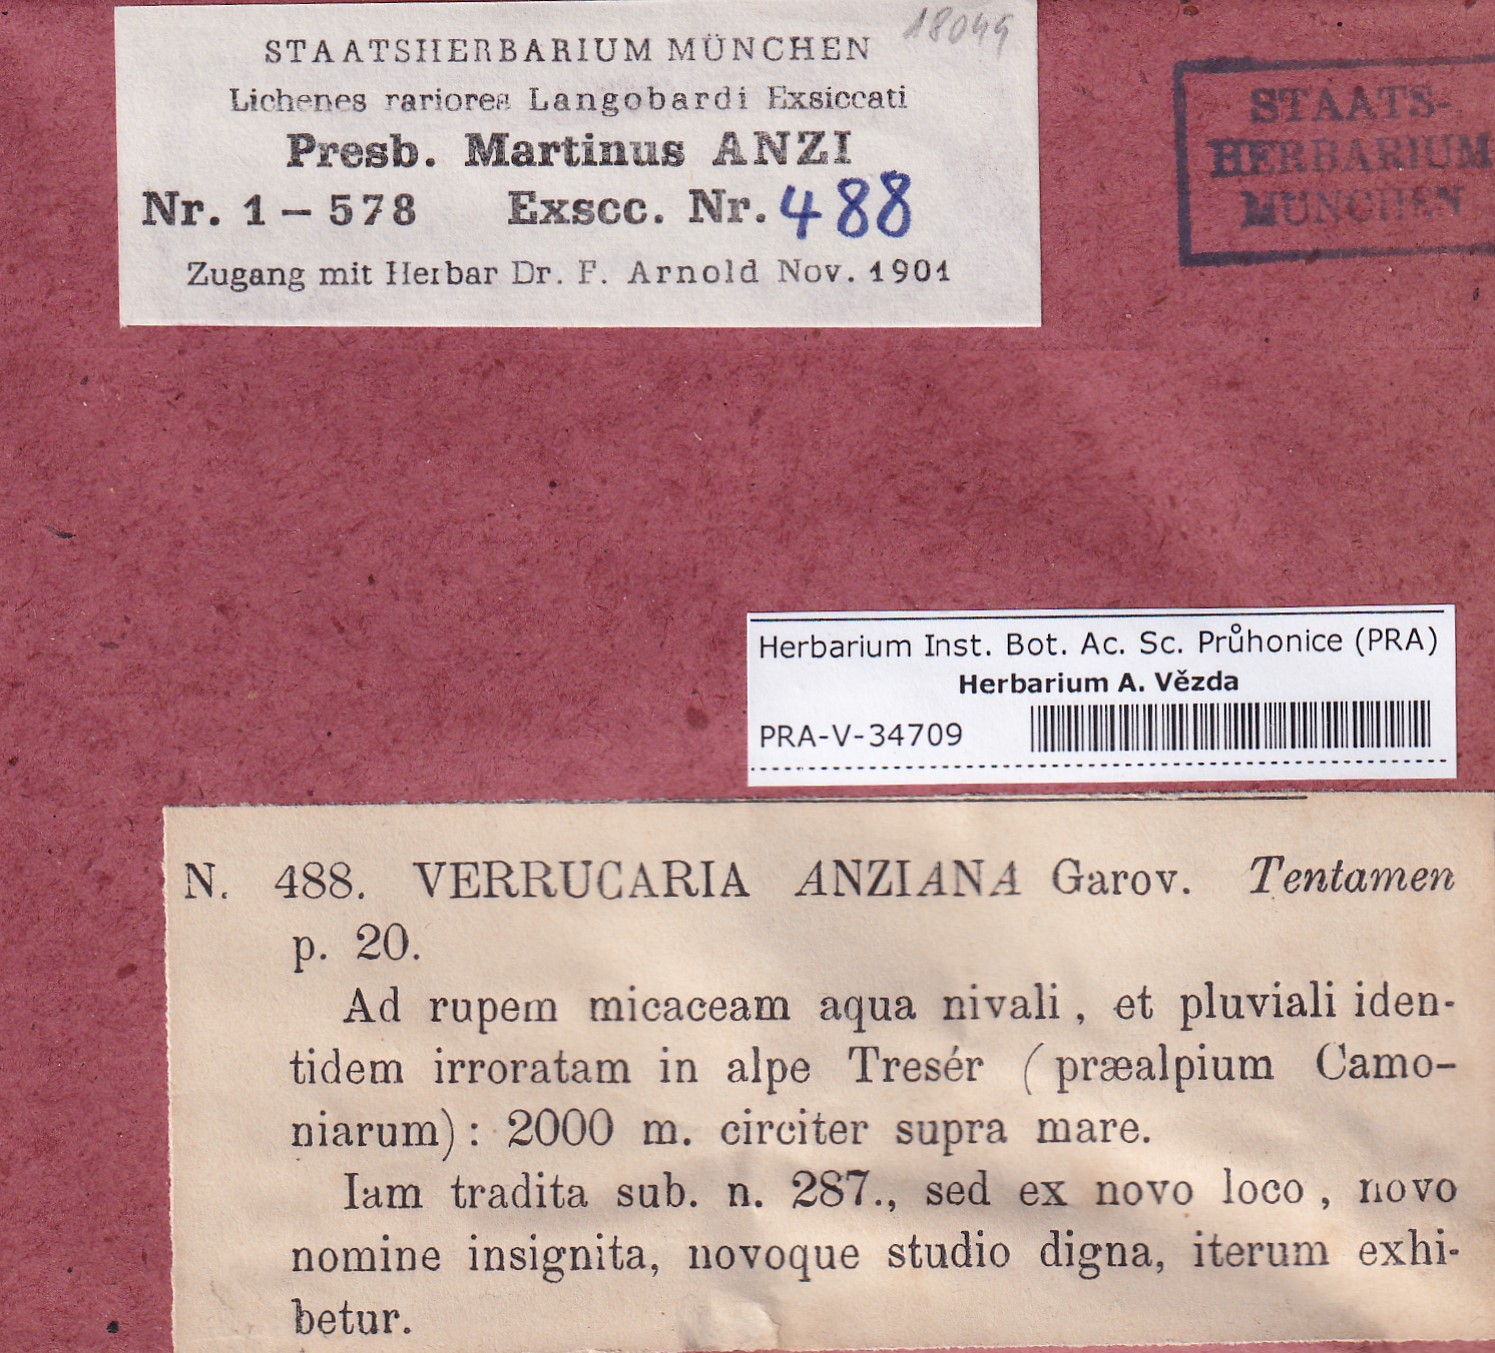 18049
STAATSHERBARIUM MÜNCHEN
Lichenes rariores Langobardi Exsiccati
Presb. Martinus ANZI
Nr. 1 – 578 Exscc. Nr. 488
Zugang mit Herbar Dr. F. Arnold Nov. 1901
STAATS-
HERBARIUM
MÜNCHEN
Herbarium Inst. Bot. Ac. Sc. Průhonice (PRA)
Herbarium A. Vězda
PRA-V-34709
N. 488. VERRUCARIA ANZIANA Garov. Tentamen
p. 20.
Ad rupem micaceam aqua nivali, et pluviali iden-
tidem irroratam in alpe Tresér (præalpium Camo-
niarum): 2000 m. circiter supra mare.
Iam tradita sub. n. 287., sed ex novo loco, novo
nomine insignita, novoque studio digna, iterum exhi-
betur.